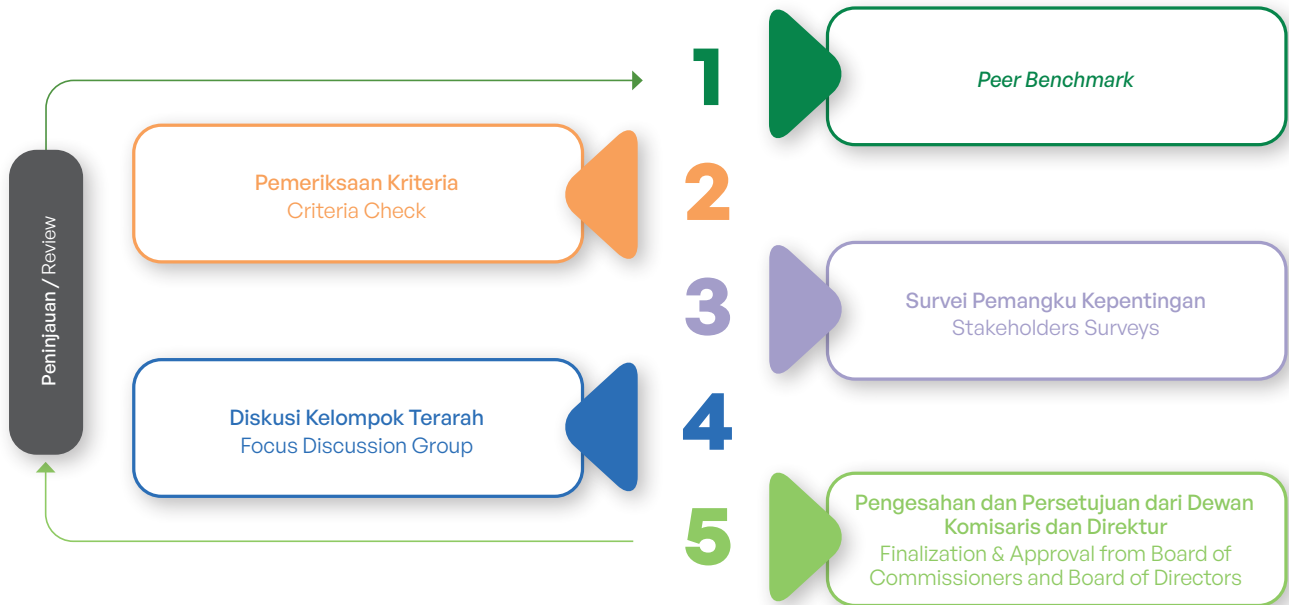 1
Peer Benchmark
2
Pemeriksaan Kriteria
Criteria Check
3
Survei Pemangku Kepentingan
Stakeholders Surveys
4
Diskusi Kelompok Terarah
Focus Discussion Group
5
Pengesahan dan Persetujuan dari Dewan
Komisaris dan Direktur
Finalization & Approval from Board of
Commissioners and Board of Directors
Peninjauan / Review